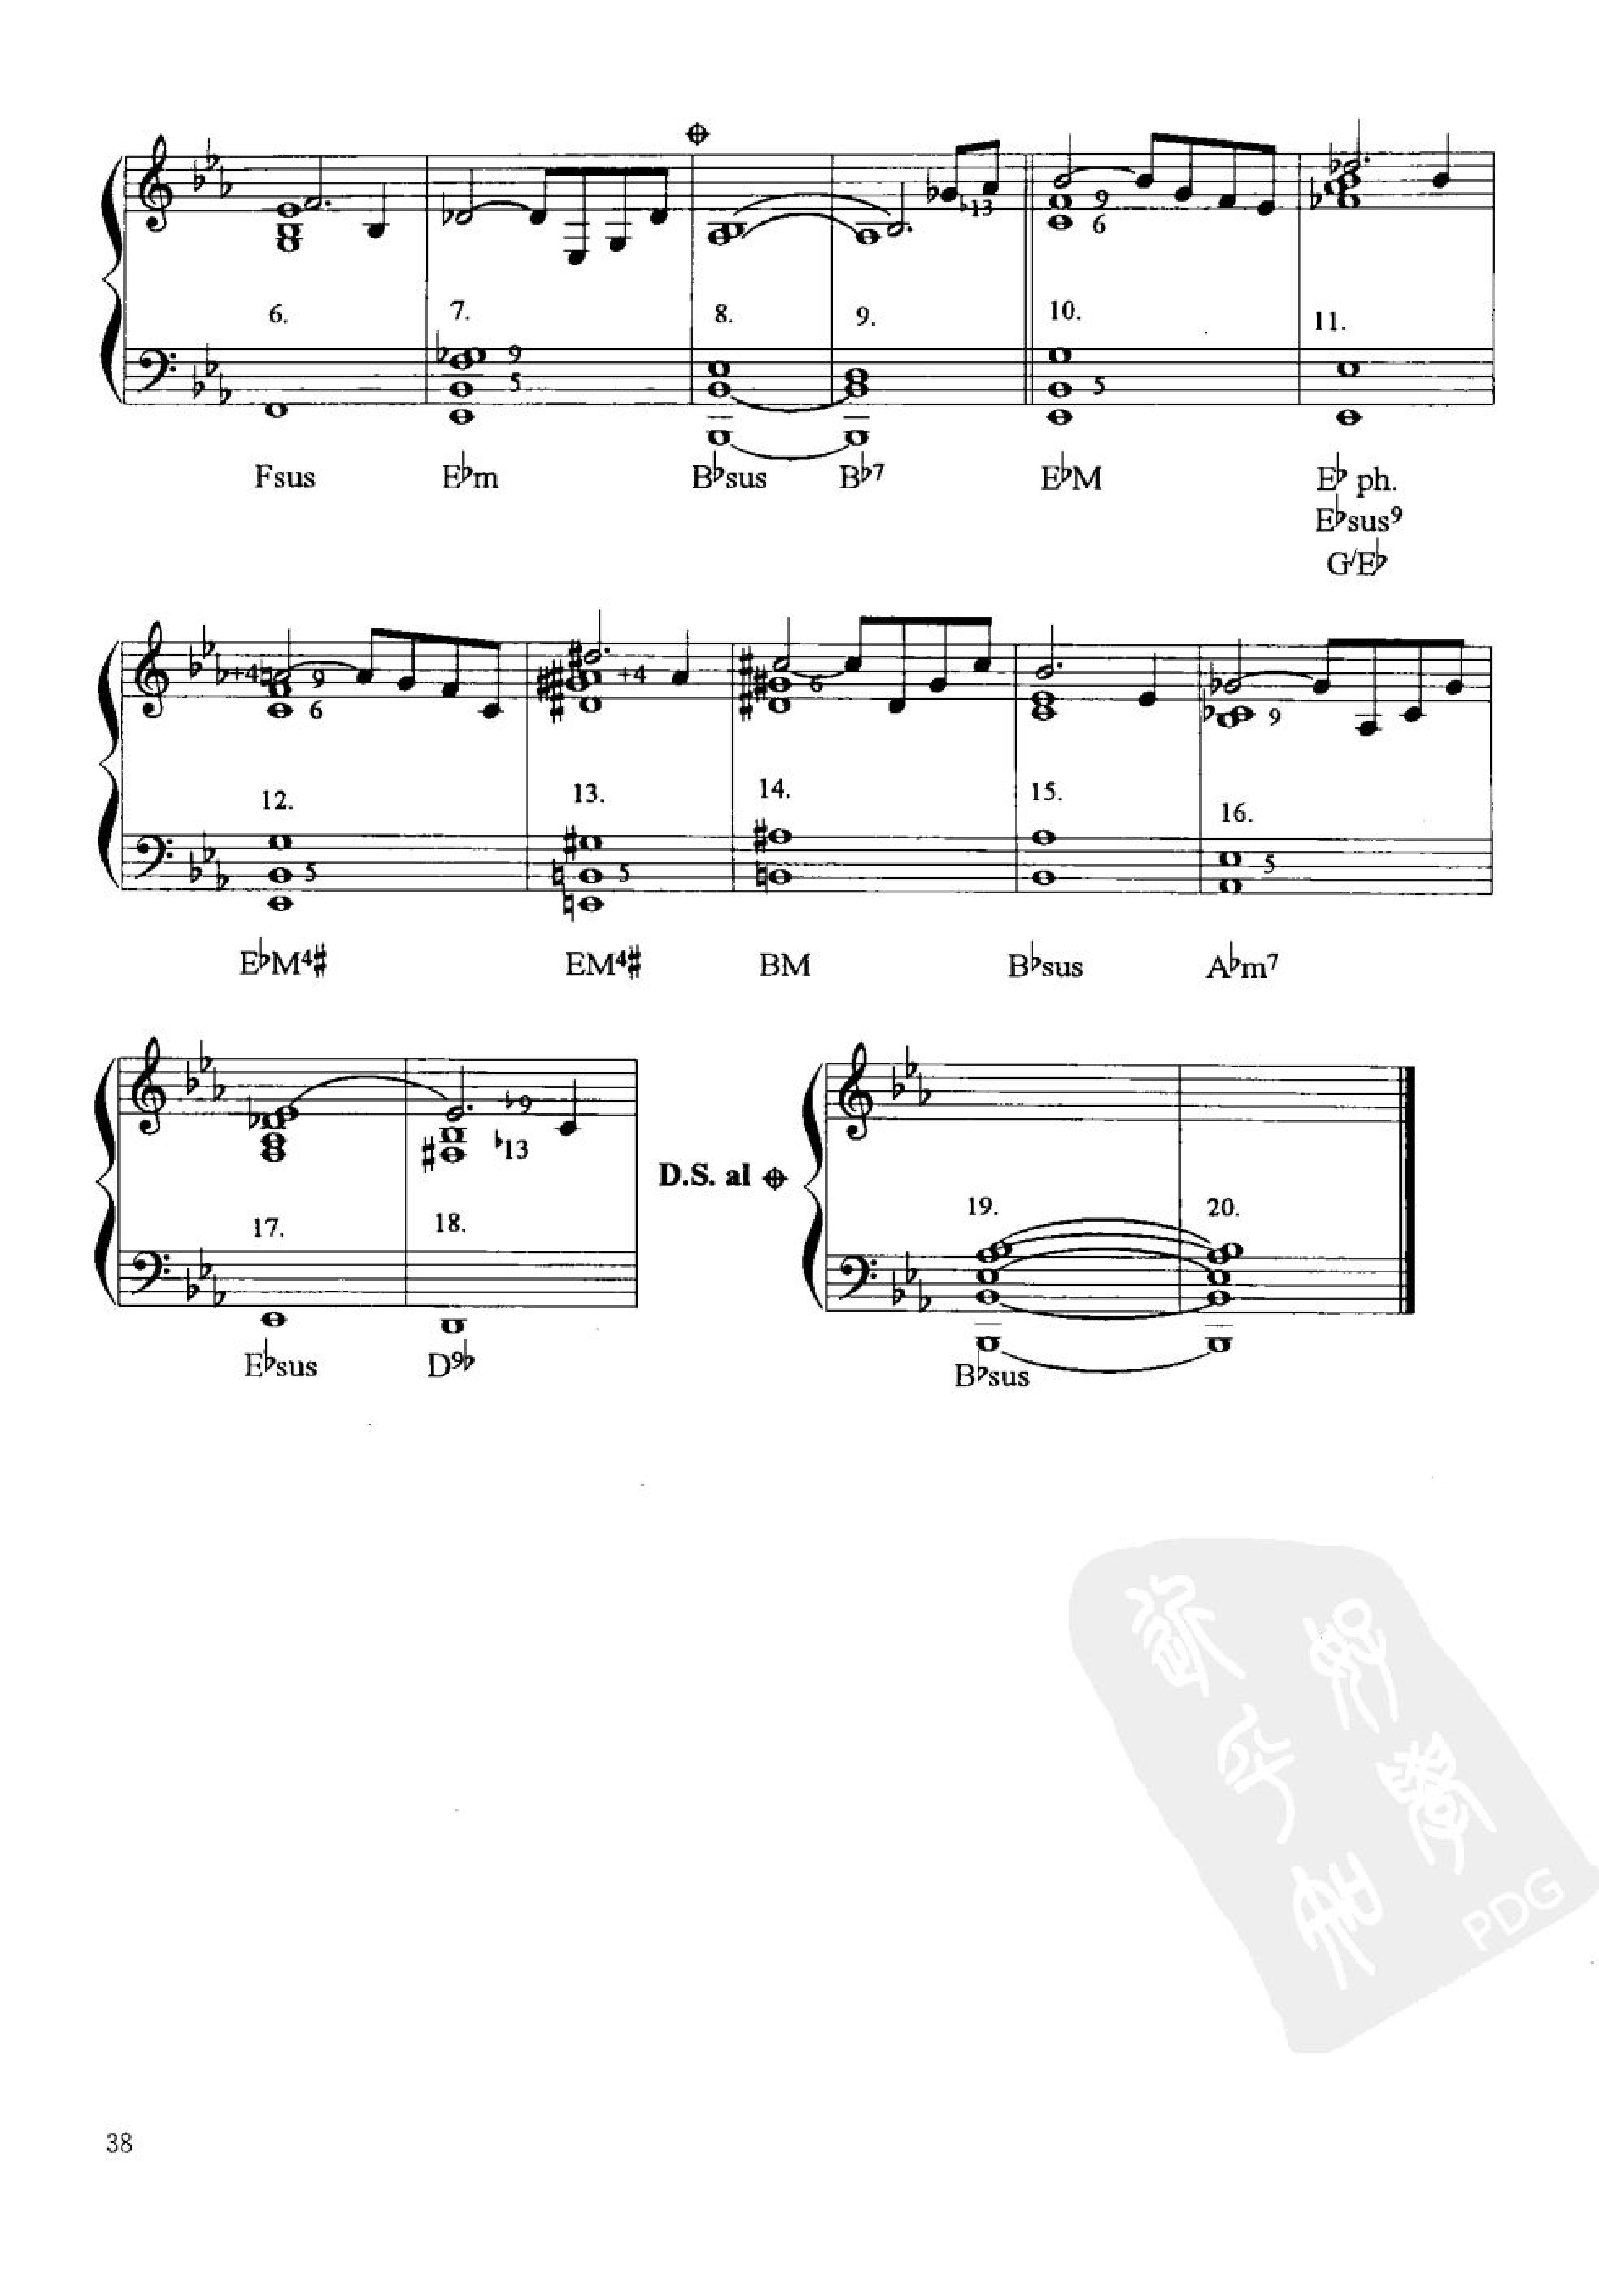 9 ♭13 9 6
6. 7. 8. 9. 10. 11.
9 5 5
Fsus E♭m B♭sus B♭7 E♭M E♭ ph.
E♭sus9
G/E♭
+4 9 6 +4 6 9
12. 13. 14. 15. 16.
5 5 5
E♭M4♯ EM4♯ BM B♭sus A♭m7
♭9
♭13
D.S. al
17. 18. 19. 20.
E♭sus D9♭ B♭sus
PDG
38